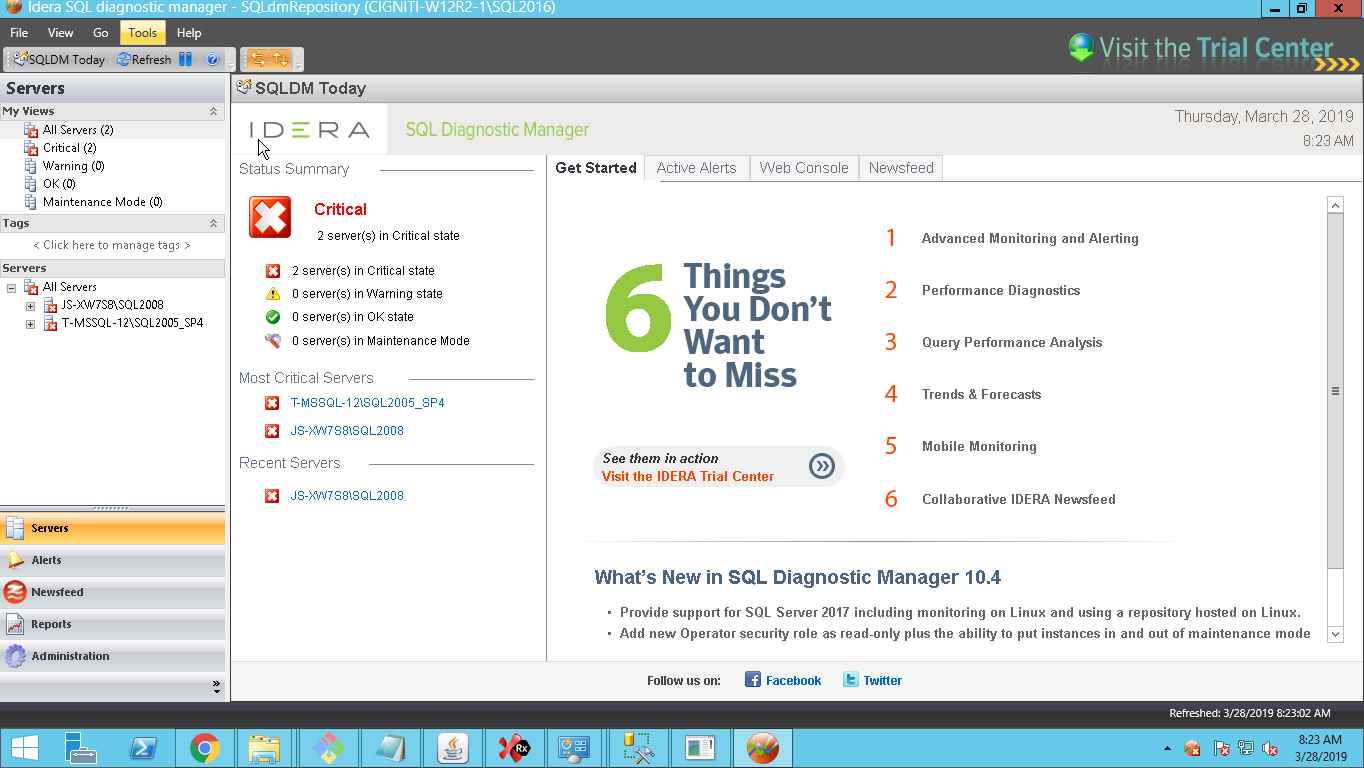 Idera SQL diagnostic manager - SQLdmRepository (CIGNITI-W12R2-1\SQL2016)
File View Go Tools Help
SQLDM Today Refresh
Visit the Trial Center
Servers
My Views
All Servers (2)
Critical (2)
Warning (0)
OK (0)
Maintenance Mode (0)
Tags
< Click here to manage tags >
Servers
All Servers
JS-XW7S8\SQL2008
T-MSSQL-12\SQL2005_SP4
Servers
Alerts
Newsfeed
Reports
Administration
SQLDM Today
IDERA SQL Diagnostic Manager
Thursday, March 28, 2019
8:23 AM
Status Summary
Critical
2 server(s) in Critical state
2 server(s) in Critical state
0 server(s) in Warning state
0 server(s) in OK state
0 server(s) in Maintenance Mode
Most Critical Servers
T-MSSQL-12\SQL2005_SP4
JS-XW7S8\SQL2008
Recent Servers
JS-XW7S8\SQL2008
Get Started Active Alerts Web Console Newsfeed
6 Things
You Don't
Want
to Miss
See them in action
Visit the IDERA Trial Center
1 Advanced Monitoring and Alerting
2 Performance Diagnostics
3 Query Performance Analysis
4 Trends & Forecasts
5 Mobile Monitoring
6 Collaborative IDERA Newsfeed
What's New in SQL Diagnostic Manager 10.4
• Provide support for SQL Server 2017 including monitoring on Linux and using a repository hosted on Linux.
• Add new Operator security role as read-only plus the ability to put instances in and out of maintenance mode
Follow us on: Facebook Twitter
Refreshed: 3/28/2019 8:23:02 AM
Rx
8:23 AM
3/28/2019